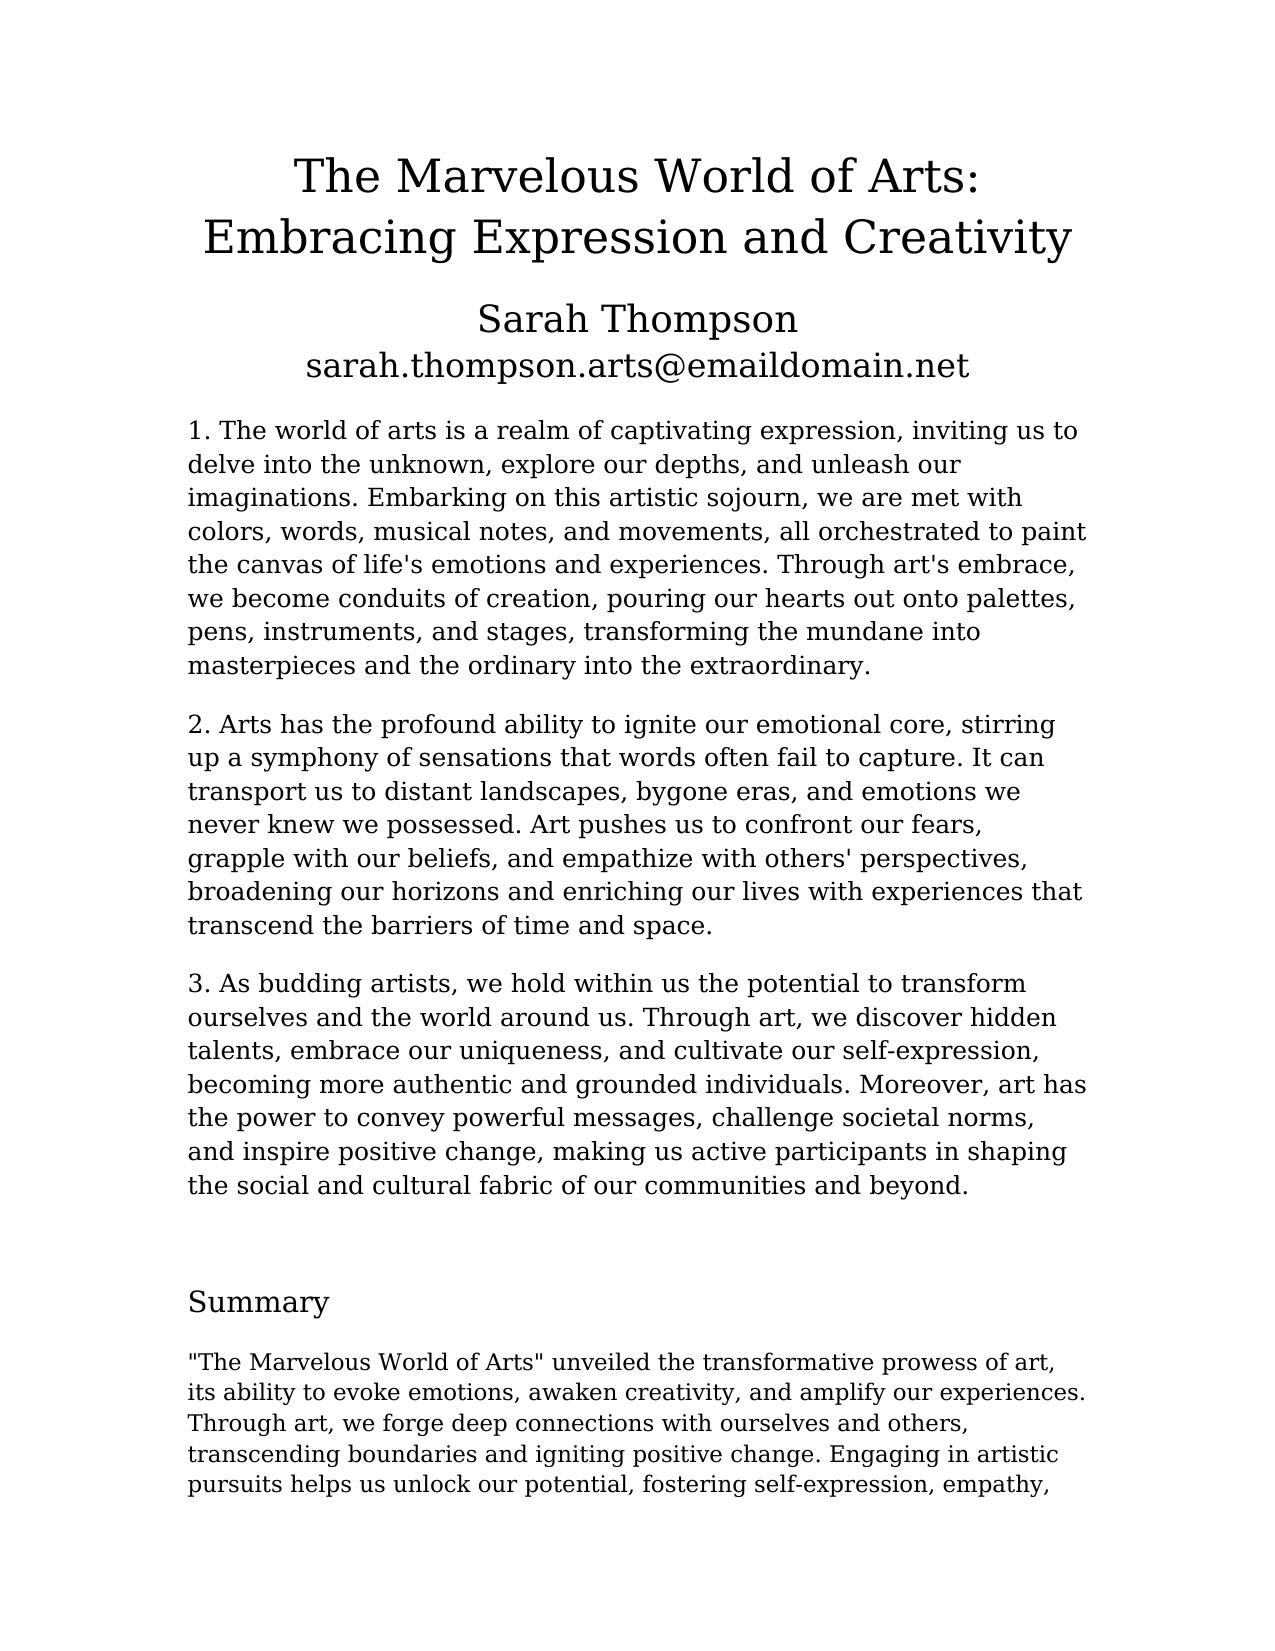 The Marvelous World of Arts:
Embracing Expression and Creativity
Sarah Thompson
sarah.thompson.arts@emaildomain.net
1. The world of arts is a realm of captivating expression, inviting us to
delve into the unknown, explore our depths, and unleash our
imaginations. Embarking on this artistic sojourn, we are met with
colors, words, musical notes, and movements, all orchestrated to paint
the canvas of life's emotions and experiences. Through art's embrace,
we become conduits of creation, pouring our hearts out onto palettes,
pens, instruments, and stages, transforming the mundane into
masterpieces and the ordinary into the extraordinary.
2. Arts has the profound ability to ignite our emotional core, stirring
up a symphony of sensations that words often fail to capture. It can
transport us to distant landscapes, bygone eras, and emotions we
never knew we possessed. Art pushes us to confront our fears,
grapple with our beliefs, and empathize with others' perspectives,
broadening our horizons and enriching our lives with experiences that
transcend the barriers of time and space.
3. As budding artists, we hold within us the potential to transform
ourselves and the world around us. Through art, we discover hidden
talents, embrace our uniqueness, and cultivate our self-expression,
becoming more authentic and grounded individuals. Moreover, art has
the power to convey powerful messages, challenge societal norms,
and inspire positive change, making us active participants in shaping
the social and cultural fabric of our communities and beyond.
Summary
"The Marvelous World of Arts" unveiled the transformative prowess of art,
its ability to evoke emotions, awaken creativity, and amplify our experiences.
Through art, we forge deep connections with ourselves and others,
transcending boundaries and igniting positive change. Engaging in artistic
pursuits helps us unlock our potential, fostering self-expression, empathy,